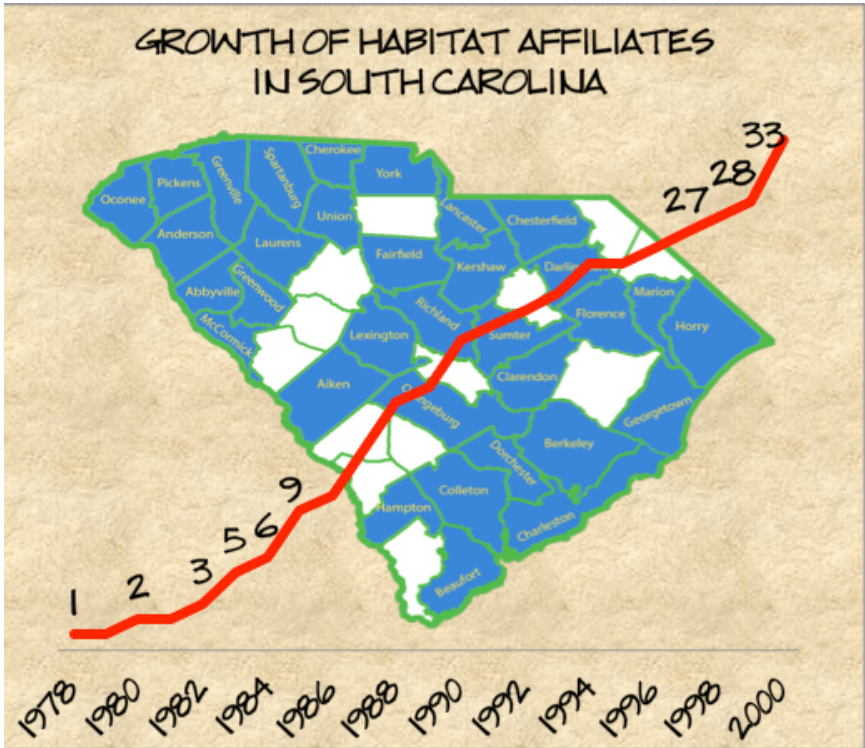 GROWTH OF HABITAT AFFILIATES
IN SOUTH CAROLINA
33
28
27
Cherokee
York
Spartanburg
Greenville
Pickens
Oconee
Union
Lancaster
Chesterfield
Anderson
Laurens
Fairfield
Kershaw
Darlin
Abbyville
Greenwood
Marion
Richland
Florence
Horry
McCormick
Lexington
Sumter
Aiken
Clarendon
Orangeburg
Georgetown
Berkeley
Dorchester
9
Colleton
Hampton
Charleston
6
5
3
Beaufort
2
1
1978 1980 1982 1984 1986 1988 1990 1992 1994 1996 1998 2000